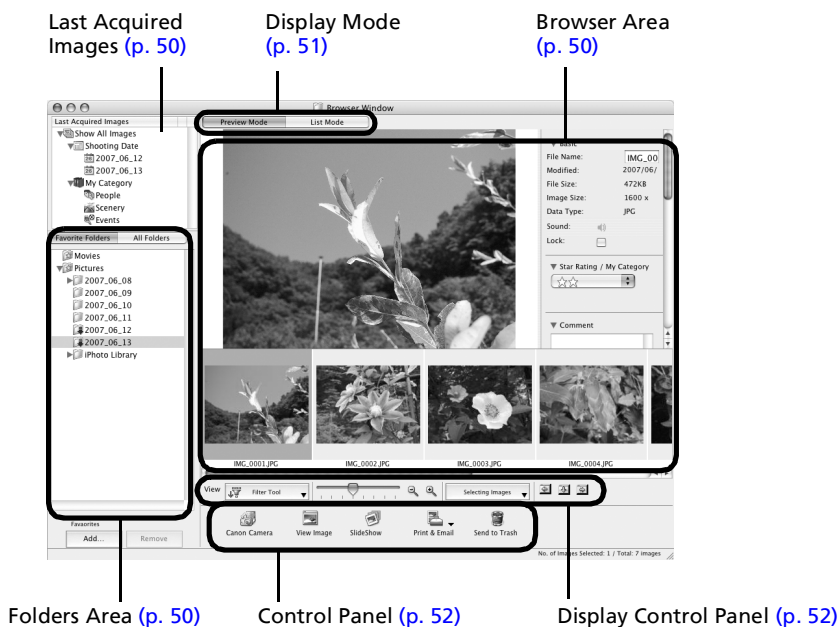 Last Acquired
Images (p. 50)
Display Mode
(p. 51)
Browser Area
(p. 50)
Browser Window
Last Acquired Images
Show All Images
Shooting Date
2007_06_12
2007_06_13
My Category
People
Scenery
Events
Favorite Folders All Folders
Movies
Pictures
2007_06_08
2007_06_09
2007_06_10
2007_06_11
2007_06_12
2007_06_13
iPhoto Library
Favorites
Add... Remove
Preview Mode List Mode
Basic
File Name: IMG_00
Modified: 2007/06/
File Size: 472KB
Image Size: 1600 x
Data Type: JPG
Sound:
Lock:
Star Rating / My Category
Comment
IMG_0001.JPG IMG_0002.JPG IMG_0003.JPG IMG_0004.JPG
View Filter Tool Selecting Images
Canon Camera View Image SlideShow Print & Email Send to Trash
No. of Images Selected: 1 / Total: 7 images
Folders Area (p. 50) Control Panel (p. 52) Display Control Panel (p. 52)